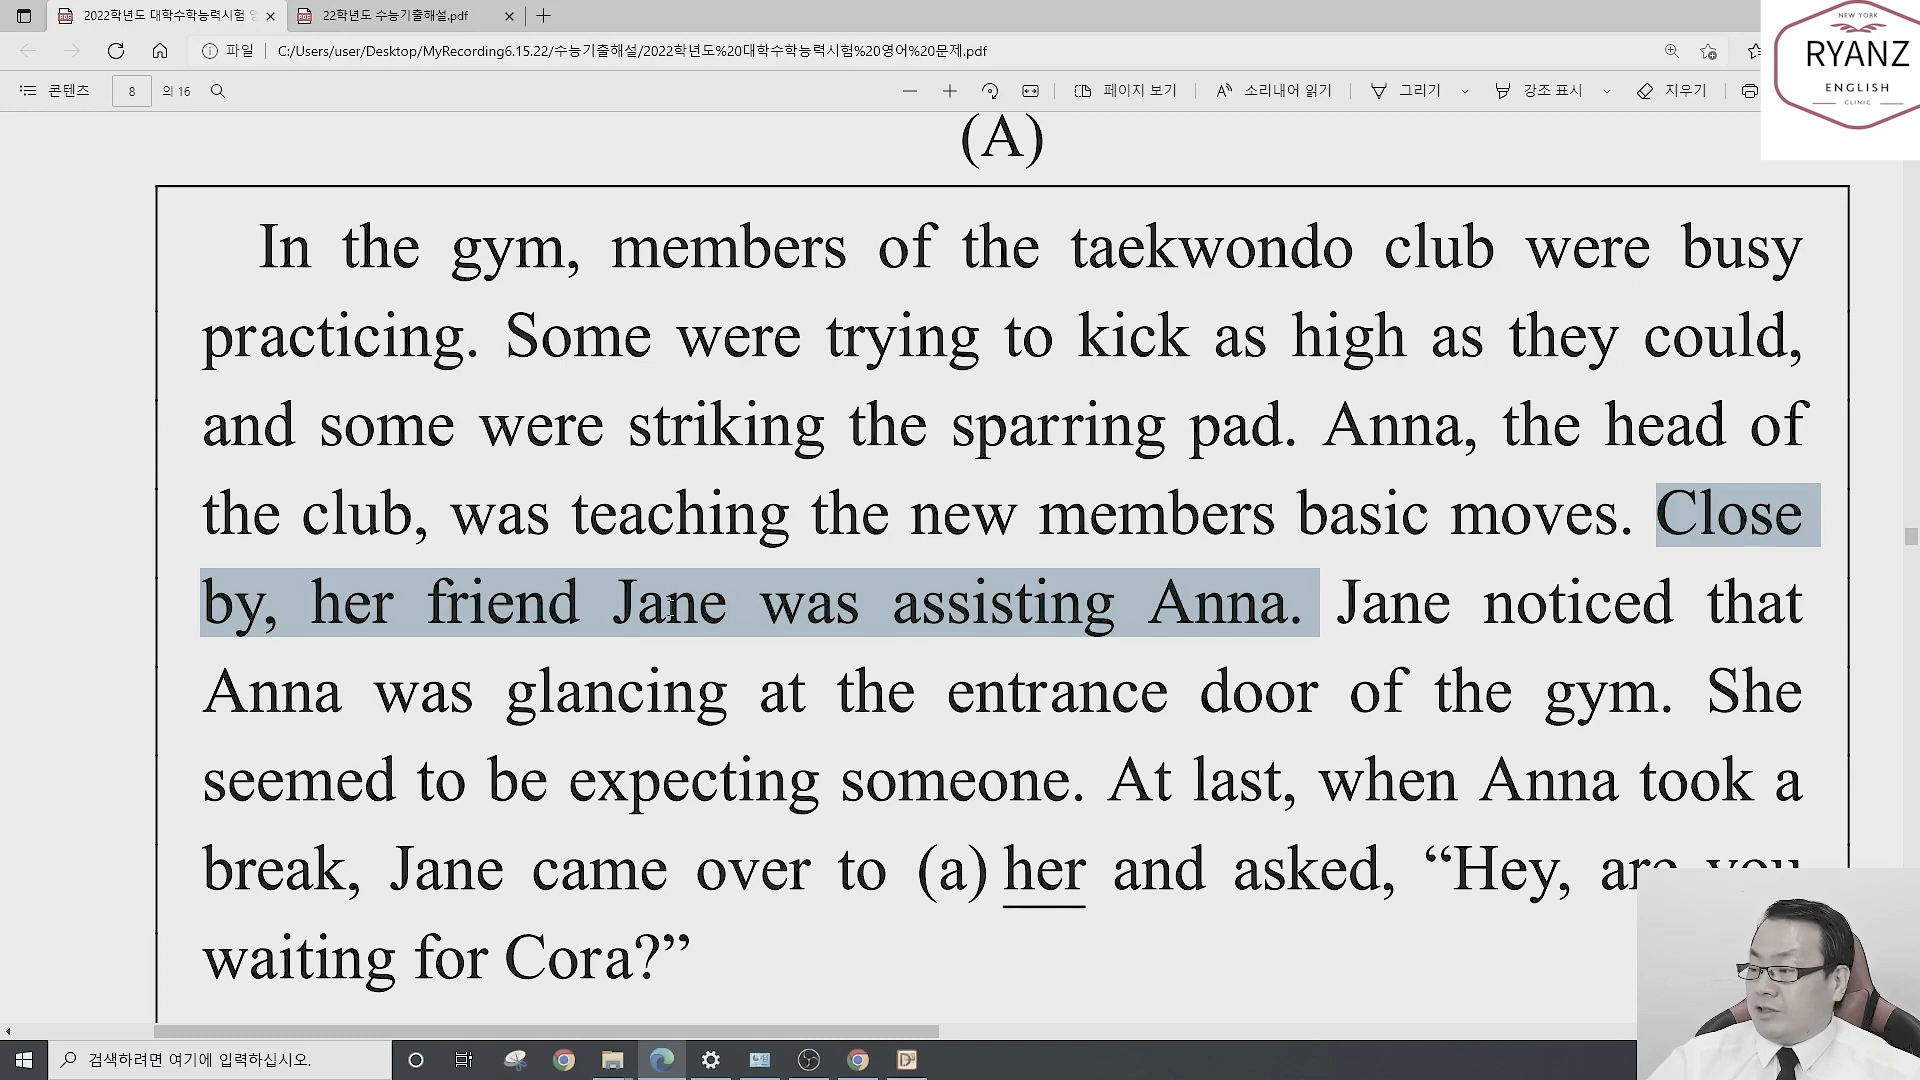 2022학년도 대학수학능력시험 영
22학년도 수능기출해설.pdf
파일
C:/Users/user/Desktop/MyRecording6.15.22/수능기출해설/2022학년도%20대학수학능력시험%20영어%20문제.pdf
콘텐츠
8
의 16
페이지 보기
소리내어 읽기
그리기
강조 표시
지우기
NEW YORK
RYANZ
ENGLISH
CLINIC
(A)
In the gym, members of the taekwondo club were busy
practicing. Some were trying to kick as high as they could,
and some were striking the sparring pad. Anna, the head of
the club, was teaching the new members basic moves. Close
by, her friend Jane was assisting Anna. Jane noticed that
Anna was glancing at the entrance door of the gym. She
seemed to be expecting someone. At last, when Anna took a
break, Jane came over to (a) her and asked, “Hey, are you
waiting for Cora?”
검색하려면 여기에 입력하십시오.